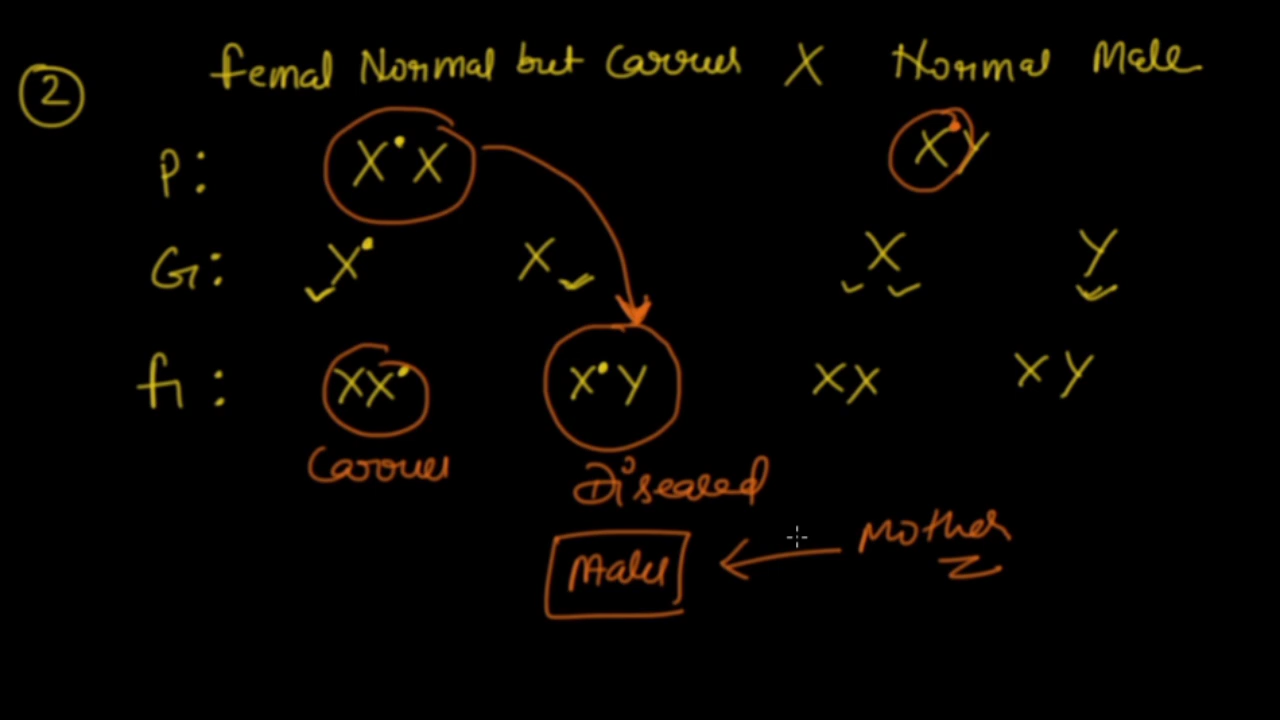 2 femal Normal but Carrier X Normal Male
P: X•X X•Y
G: X• X X Y
f1: XX• X•Y XX XY
Carrier Diseased
Male ← Mother